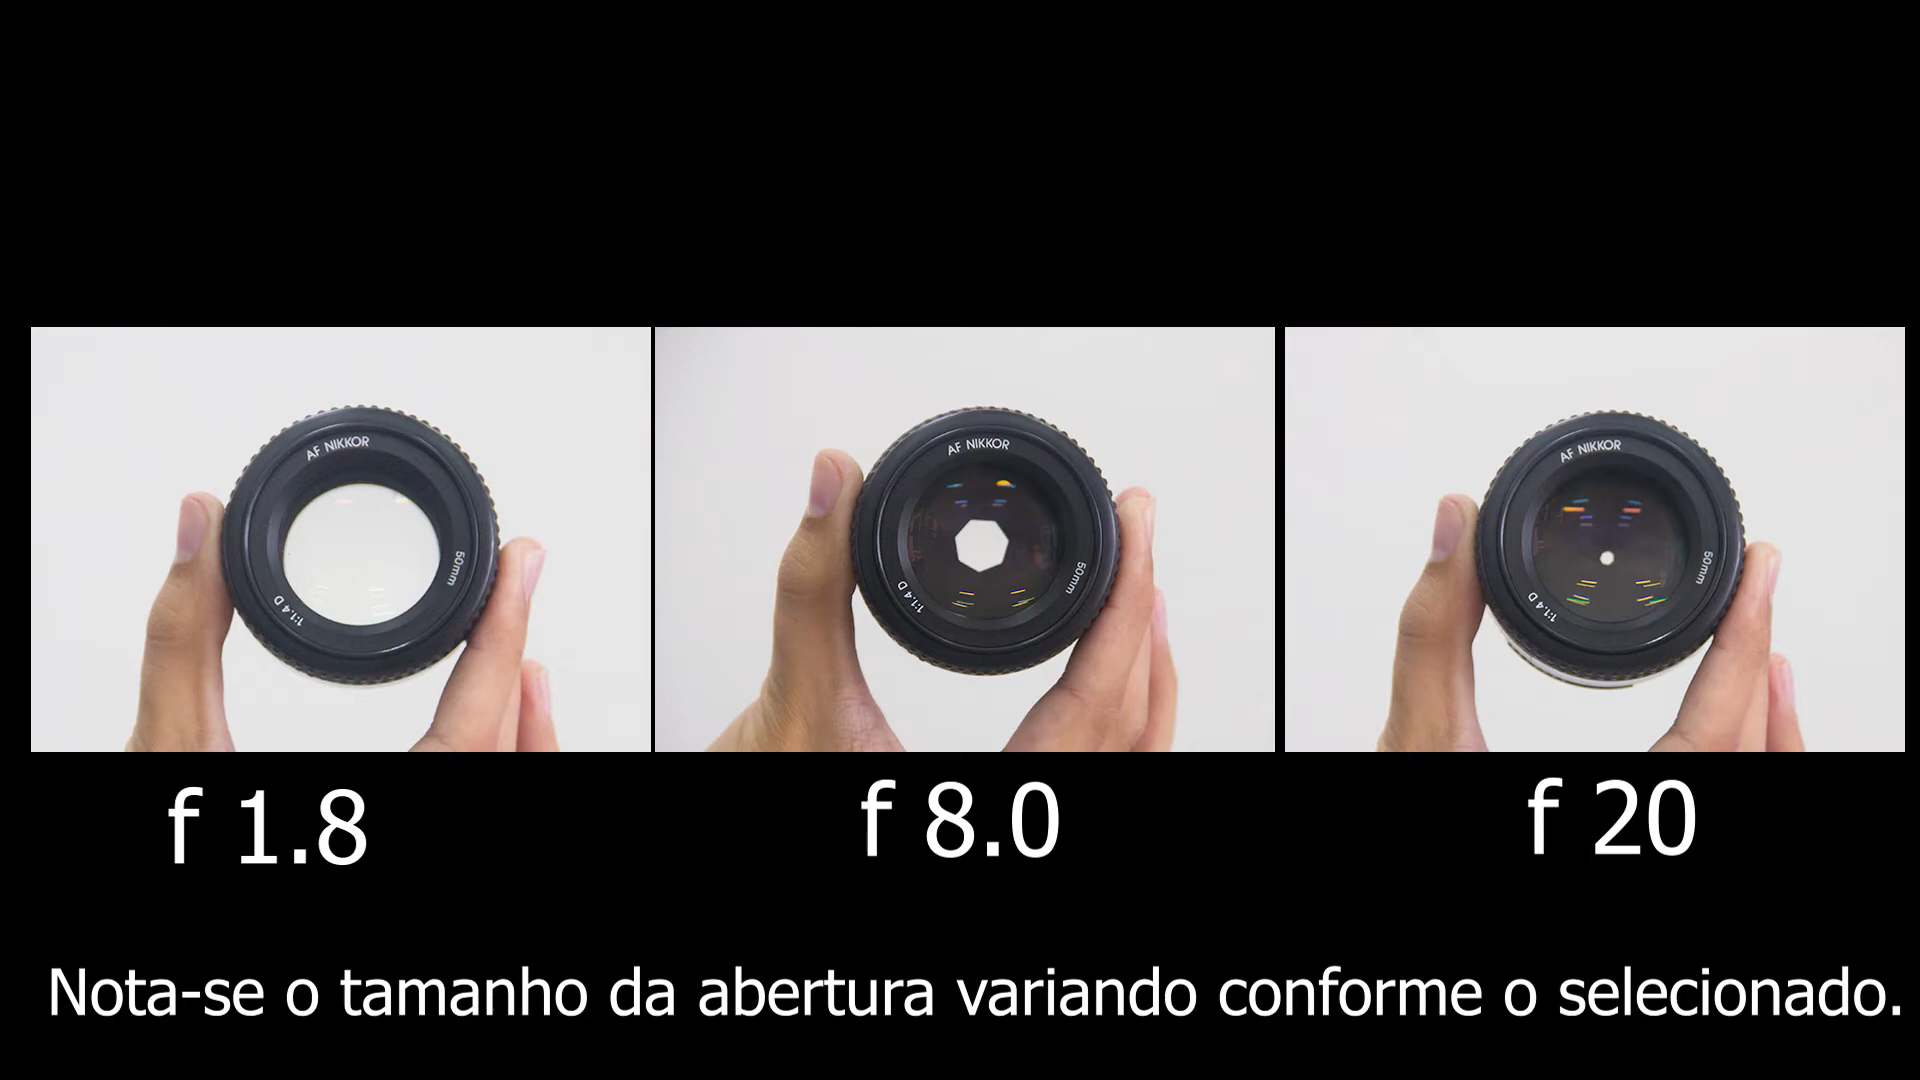 AF NIKKOR
50mm
1:1.4 D
AF NIKKOR
50mm
1:1.4 D
AF NIKKOR
50mm
1:1.4 D
f 1.8
f 8.0
f 20
Nota-se o tamanho da abertura variando conforme o selecionado.